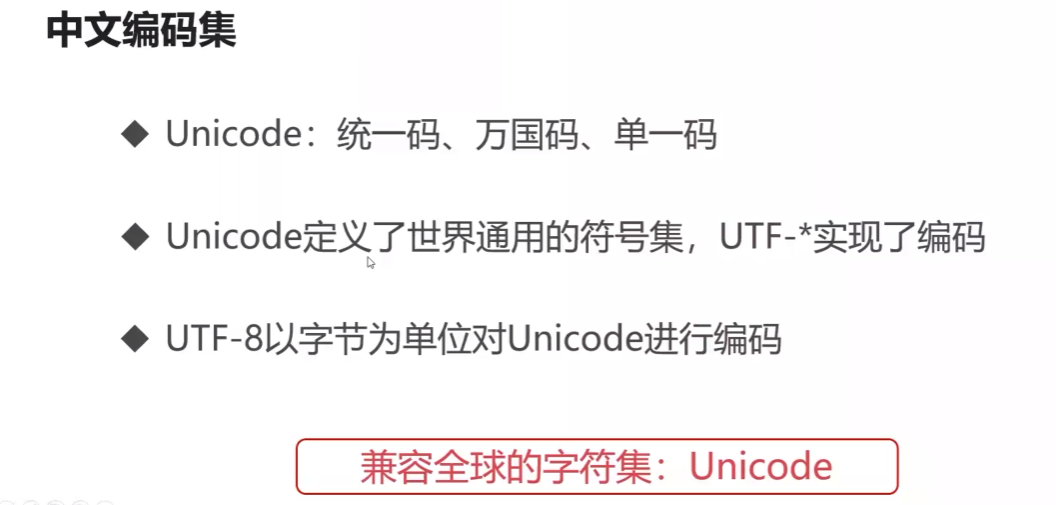 中文编码集
◆ Unicode：统一码、万国码、单一码
◆ Unicode定义了世界通用的符号集，UTF-*实现了编码
◆ UTF-8以字节为单位对Unicode进行编码
兼容全球的字符集：Unicode